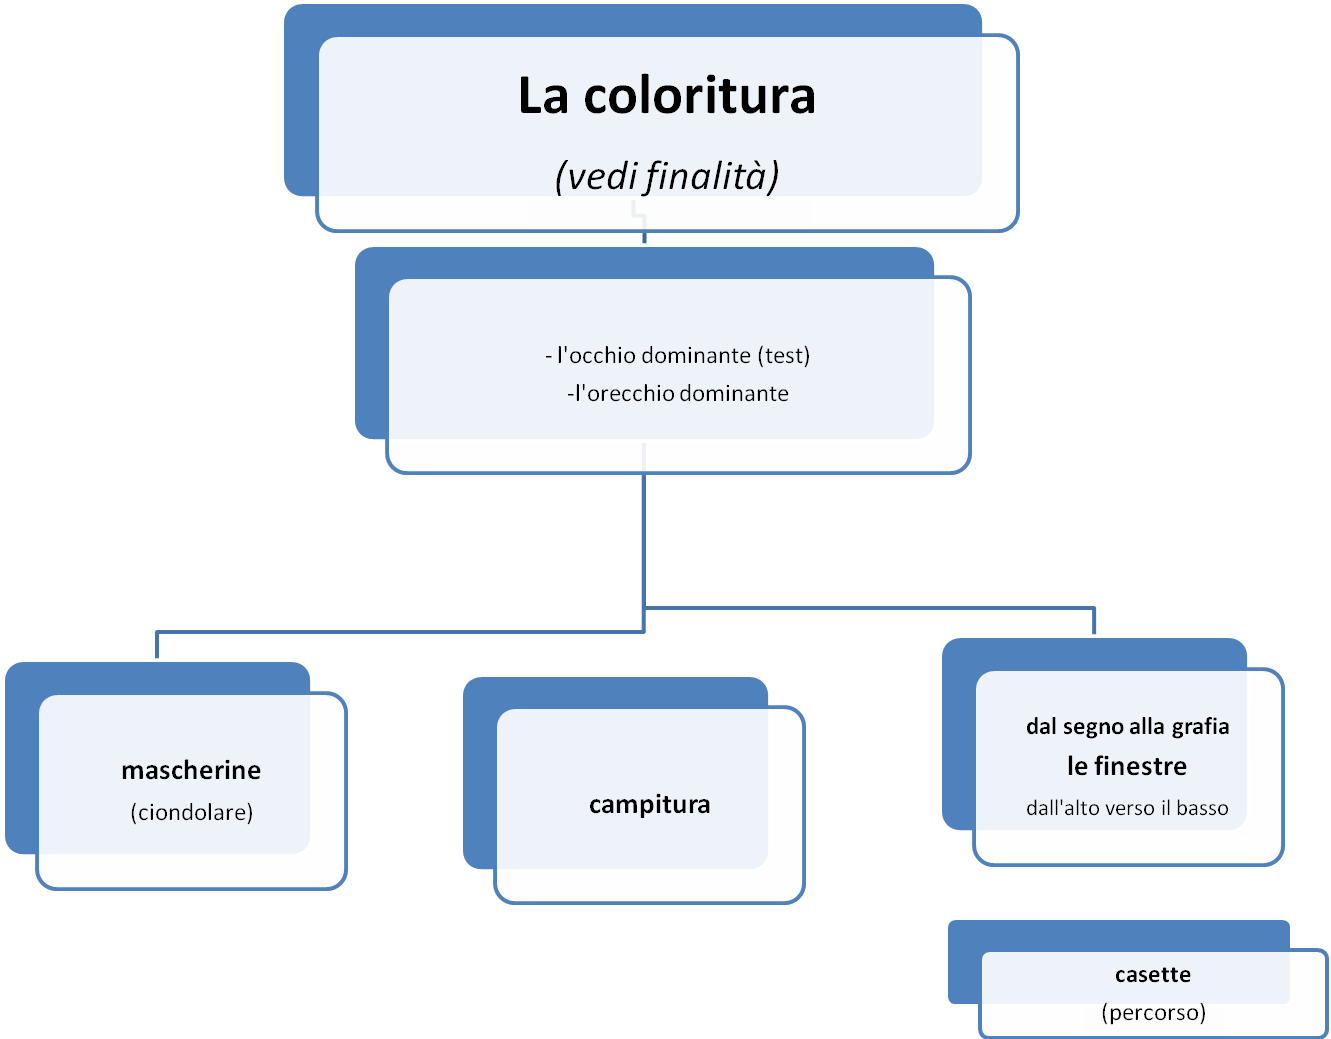 La coloritura
(vedi finalità)
- l'occhio dominante (test)
-l'orecchio dominante
mascherine
(ciondolare)
campitura
dal segno alla grafia
le finestre
dall'alto verso il basso
casette
(percorso)